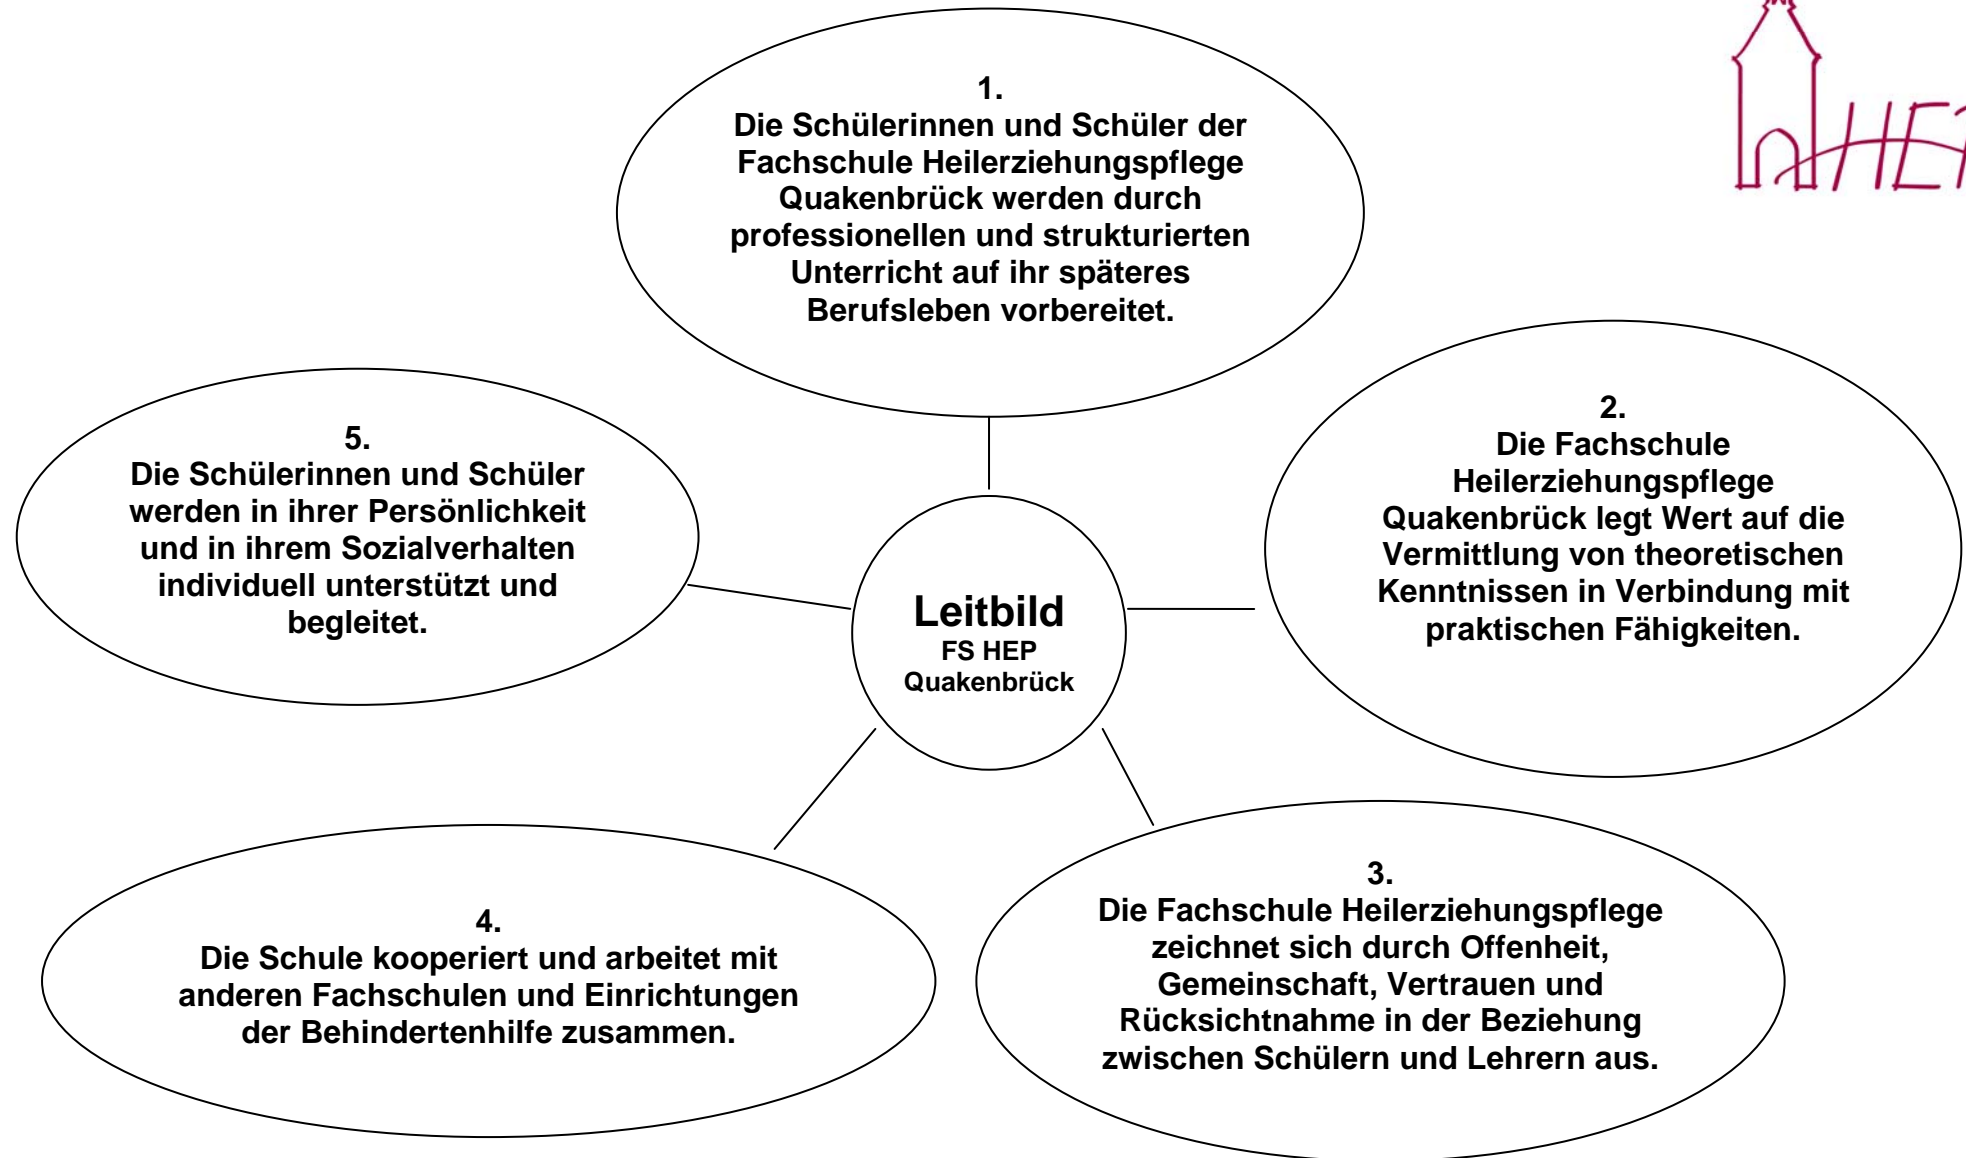 HEP
1.
Die Schülerinnen und Schüler der
Fachschule Heilerziehungspflege
Quakenbrück werden durch
professionellen und strukturierten
Unterricht auf ihr späteres
Berufsleben vorbereitet.
2.
Die Fachschule
Heilerziehungspflege
Quakenbrück legt Wert auf die
Vermittlung von theoretischen
Kenntnissen in Verbindung mit
praktischen Fähigkeiten.
5.
Die Schülerinnen und Schüler
werden in ihrer Persönlichkeit
und in ihrem Sozialverhalten
individuell unterstützt und
begleitet.
Leitbild
FS HEP
Quakenbrück
3.
Die Fachschule Heilerziehungspflege
zeichnet sich durch Offenheit,
Gemeinschaft, Vertrauen und
Rücksichtnahme in der Beziehung
zwischen Schülern und Lehrern aus.
4.
Die Schule kooperiert und arbeitet mit
anderen Fachschulen und Einrichtungen
der Behindertenhilfe zusammen.